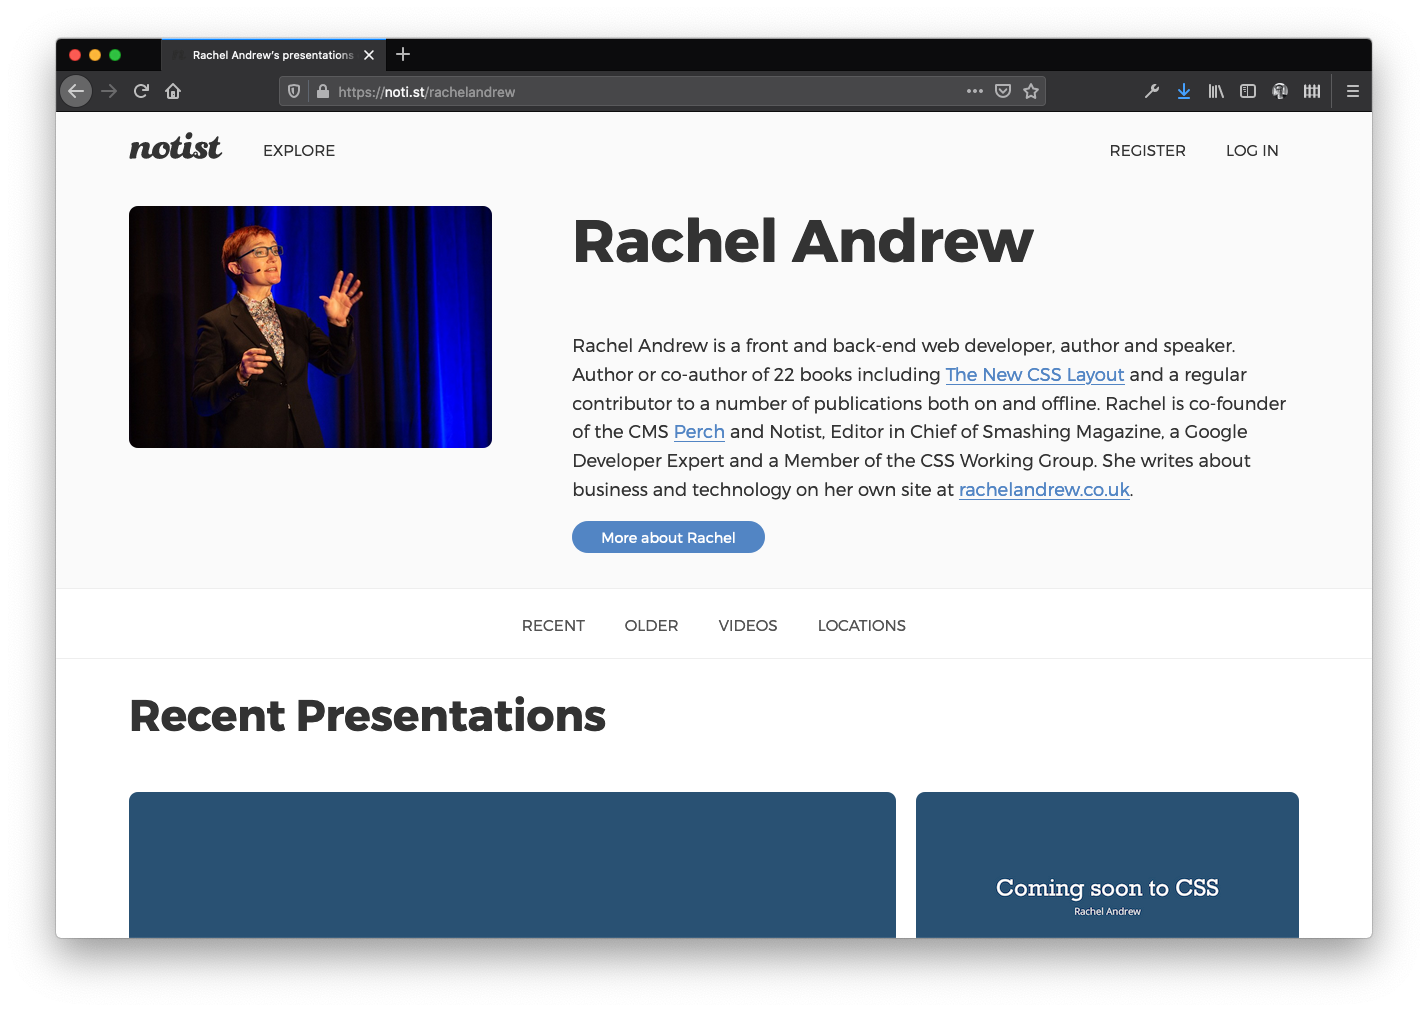 Rachel Andrew's presentations
https://noti.st/rachelandrew
notist
EXPLORE
REGISTER
LOG IN
Rachel Andrew
Rachel Andrew is a front and back-end web developer, author and speaker.
Author or co-author of 22 books including The New CSS Layout and a regular
contributor to a number of publications both on and offline. Rachel is co-founder
of the CMS Perch and Notist, Editor in Chief of Smashing Magazine, a Google
Developer Expert and a Member of the CSS Working Group. She writes about
business and technology on her own site at rachelandrew.co.uk.
More about Rachel
RECENT
OLDER
VIDEOS
LOCATIONS
Recent Presentations
Coming soon to CSS
Rachel Andrew